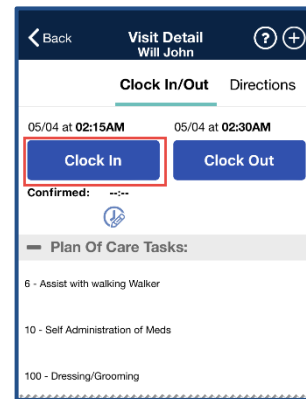 Back Visit Detail ? +
Will John
Clock In/Out Directions
05/04 at 02:15AM 05/04 at 02:30AM
Clock In Clock Out
Confirmed: --:--
Plan Of Care Tasks:
6 - Assist with walking Walker
10 - Self Administration of Meds
100 - Dressing/Grooming